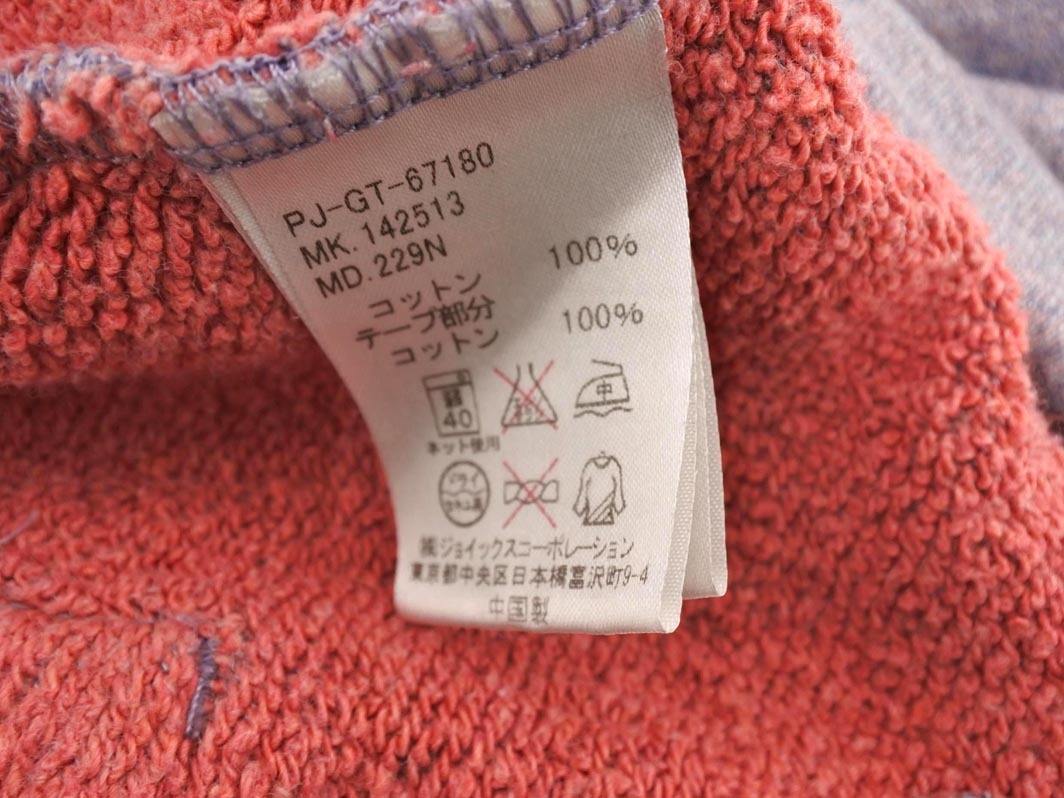 PJ-GT-67180
MK.142513
MD.229N
コットン 100%
テープ部分
コットン 100%
40
中
ネット使用
ドライ
㈱ジョイックスコーポレーション
東京都中央区日本橋富沢町9-4
中国製